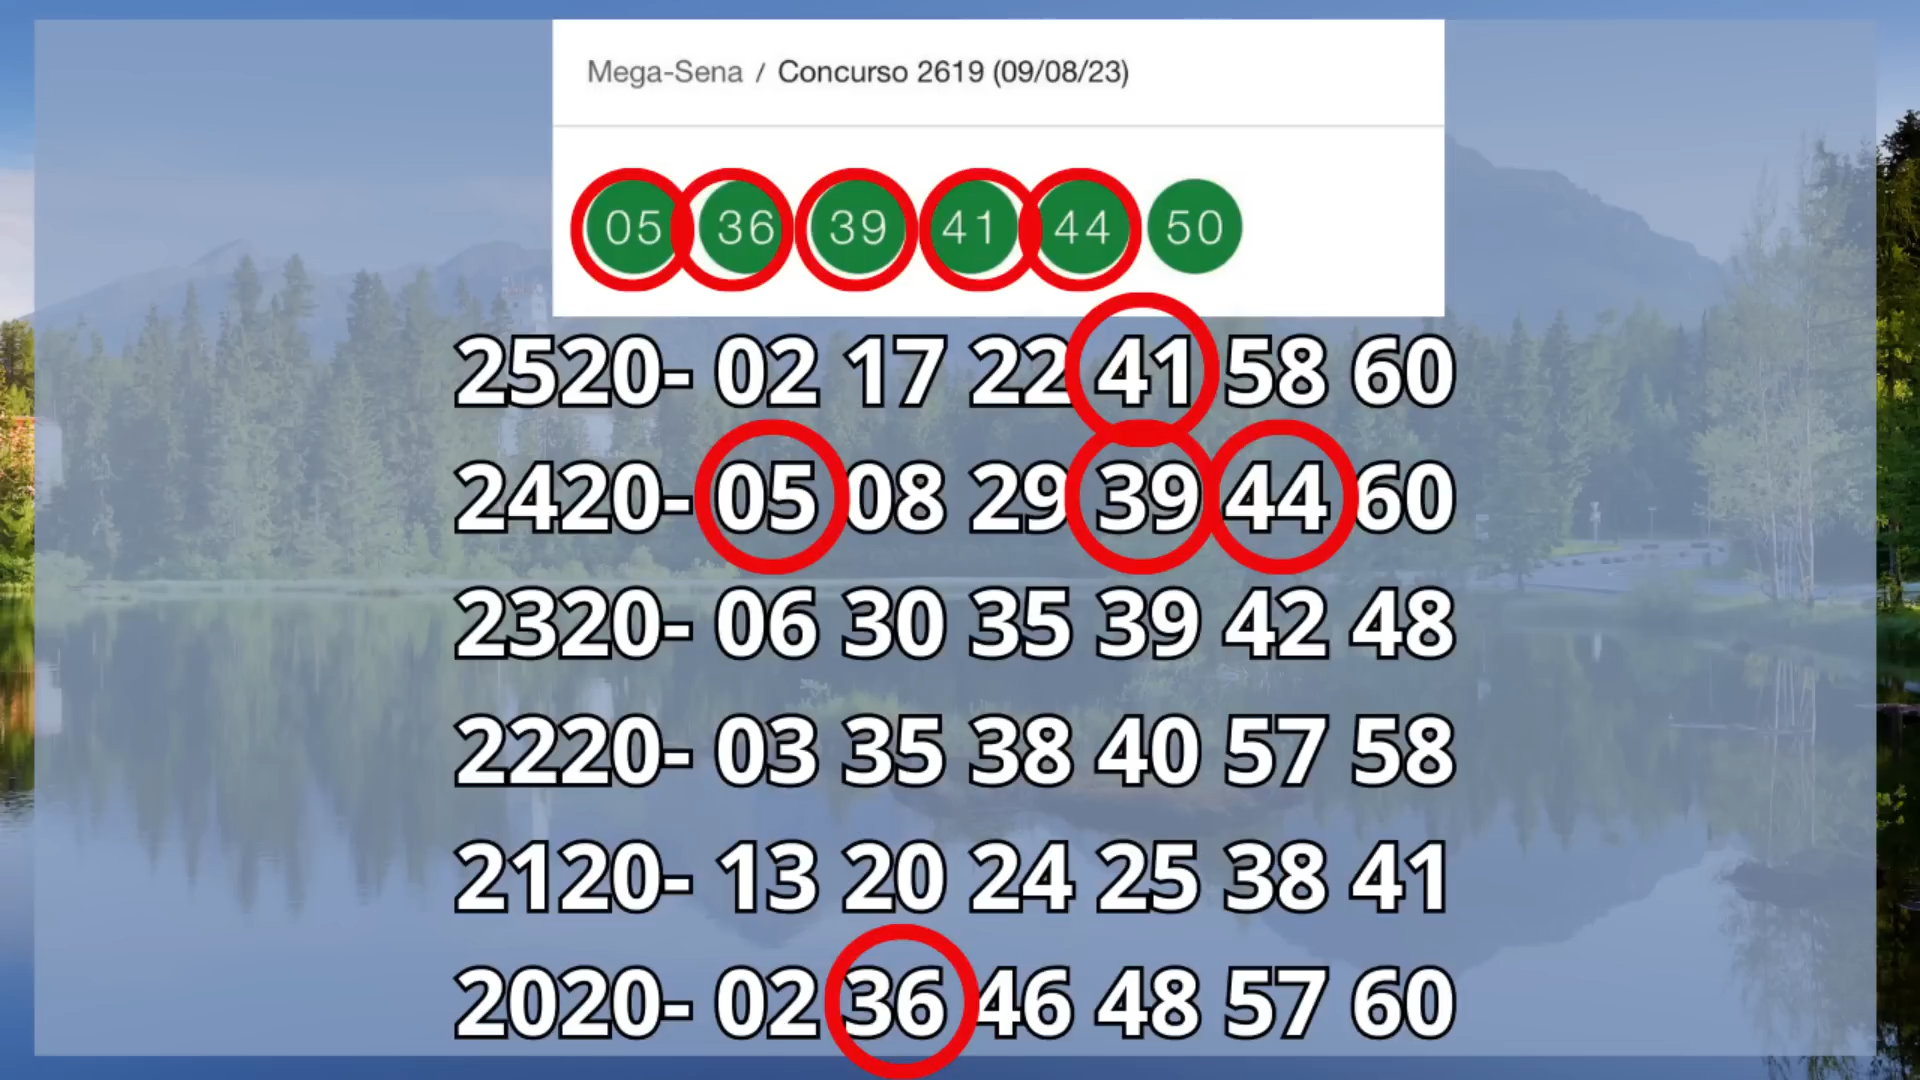 Mega-Sena / Concurso 2619 (09/08/23)
05 36 39 41 44 50
2520- 02 17 22 41 58 60
2420- 05 08 29 39 44 60
2320- 06 30 35 39 42 48
2220- 03 35 38 40 57 58
2120- 13 20 24 25 38 41
2020- 02 36 46 48 57 60